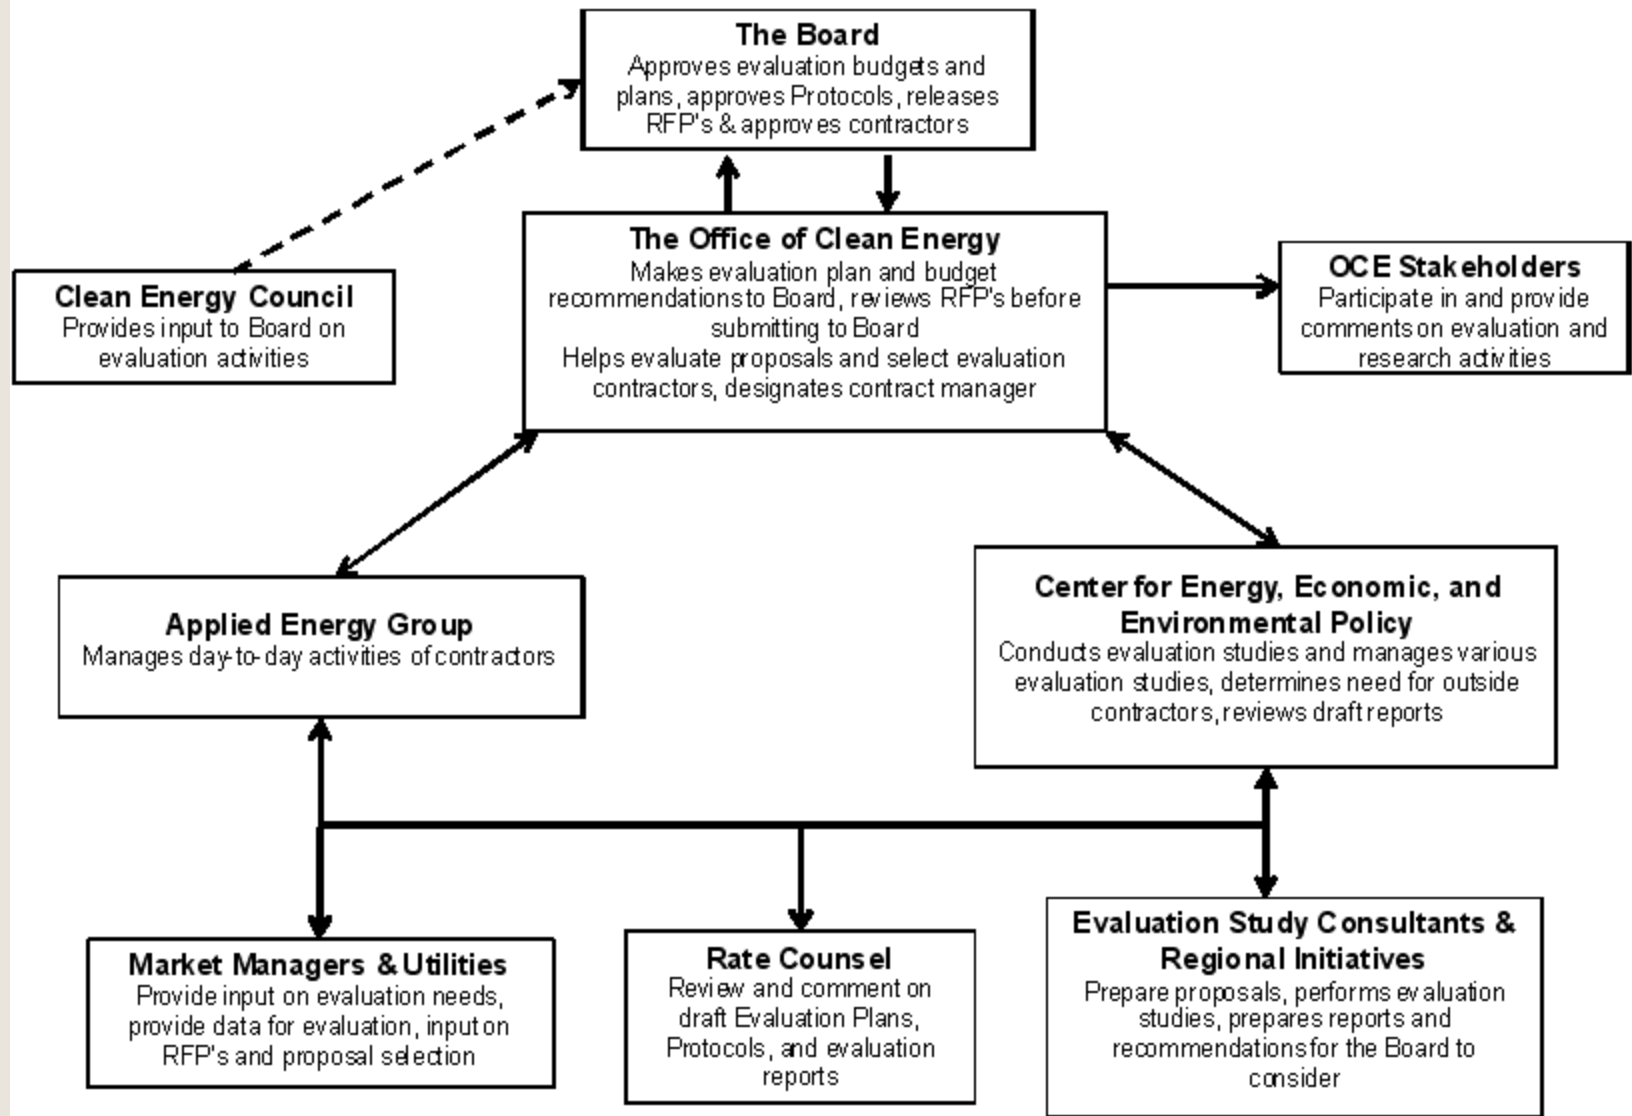 The Board
Approves evaluation budgets and
plans, approves Protocols, releases
RFP's & approves contractors
The Office of Clean Energy
Makes evaluation plan and budget
recommendations to Board, reviews RFP's before
submitting to Board
Helps evaluate proposals and select evaluation
contractors, designates contract manager
Clean Energy Council
Provides input to Board on
evaluation activities
OCE Stakeholders
Participate in and provide
comments on evaluation and
research activities
Applied Energy Group
Manages day-to-day activities of contractors
Center for Energy, Economic, and
Environmental Policy
Conducts evaluation studies and manages various
evaluation studies, determines need for outside
contractors, reviews draft reports
Market Managers & Utilities
Provide input on evaluation needs,
provide data for evaluation, input on
RFP's and proposal selection
Rate Counsel
Review and comment on
draft Evaluation Plans,
Protocols, and evaluation
reports
Evaluation Study Consultants &
Regional Initiatives
Prepare proposals, performs evaluation
studies, prepares reports and
recommendations for the Board to
consider